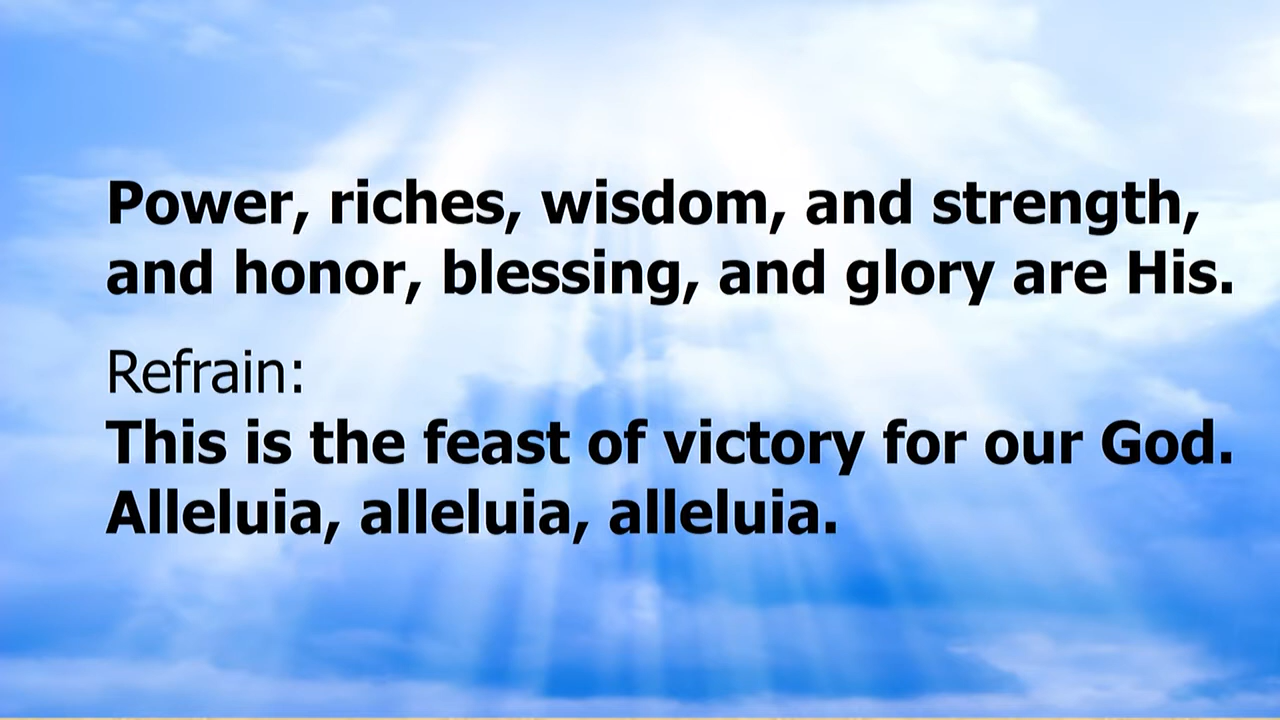 Power, riches, wisdom, and strength,
and honor, blessing, and glory are His.
Refrain:
This is the feast of victory for our God.
Alleluia, alleluia, alleluia.